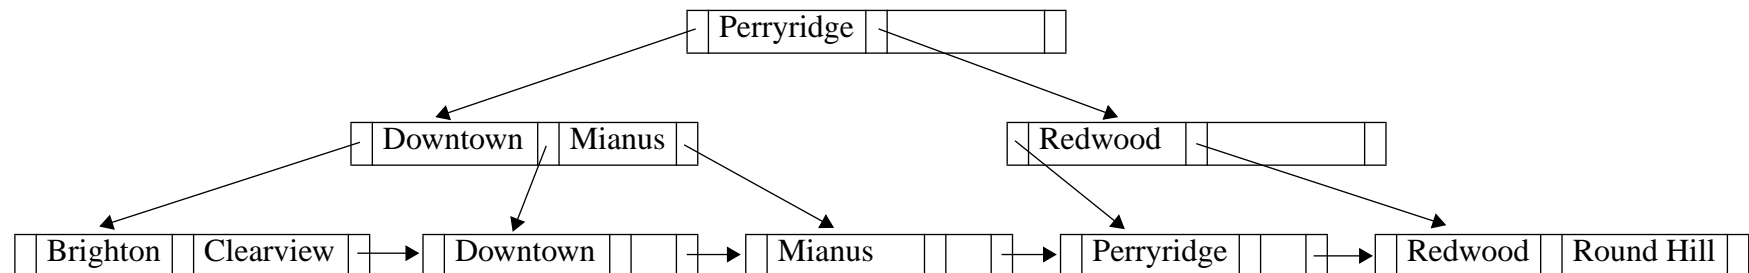 Perryridge
Downtown Mianus Redwood
Brighton Clearview Downtown Mianus Perryridge Redwood Round Hill